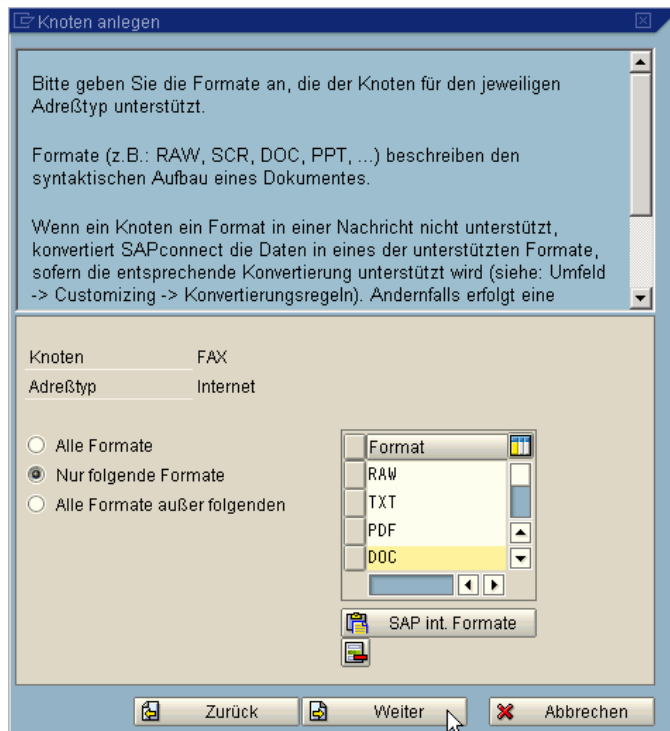 Knoten anlegen
Bitte geben Sie die Formate an, die der Knoten für den jeweiligen
Adreßtyp unterstützt.
Formate (z.B.: RAW, SCR, DOC, PPT, ...) beschreiben den
syntaktischen Aufbau eines Dokumentes.
Wenn ein Knoten ein Format in einer Nachricht nicht unterstützt,
konvertiert SAPconnect die Daten in eines der unterstützten Formate,
sofern die entsprechende Konvertierung unterstützt wird (siehe: Umfeld
-> Customizing -> Konvertierungsregeln). Andernfalls erfolgt eine
Knoten FAX
Adreßtyp Internet
Alle Formate
Nur folgende Formate
Alle Formate außer folgenden
Format
RAW
TXT
PDF
DOC
SAP int. Formate
Zurück Weiter Abbrechen